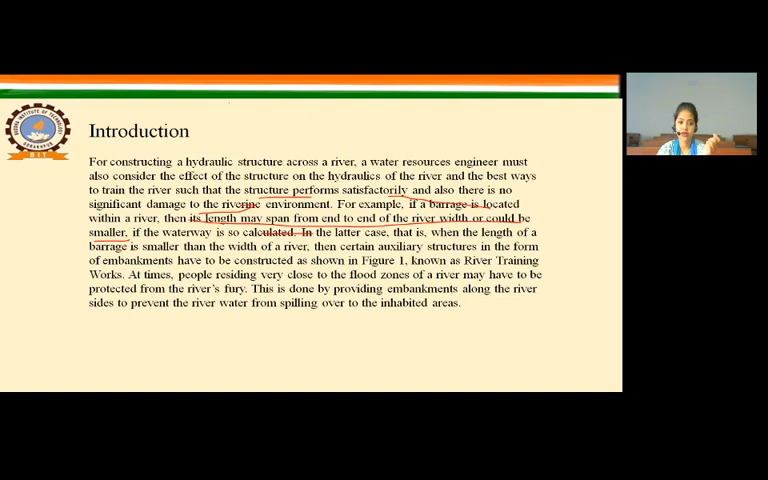 Introduction
For constructing a hydraulic structure across a river, a water resources engineer must
also consider the effect of the structure on the hydraulics of the river and the best ways
to train the river such that the structure performs satisfactorily and also there is no
significant damage to the riverine environment. For example, if a barrage is located
within a river, then its length may span from end to end of the river width or could be
smaller, if the waterway is so calculated. In the latter case, that is, when the length of a
barrage is smaller than the width of a river, then certain auxiliary structures in the form
of embankments have to be constructed as shown in Figure 1, known as River Training
Works. At times, people residing very close to the flood zones of a river may have to be
protected from the river's fury. This is done by providing embankments along the river
sides to prevent the river water from spilling over to the inhabited areas.
BIT